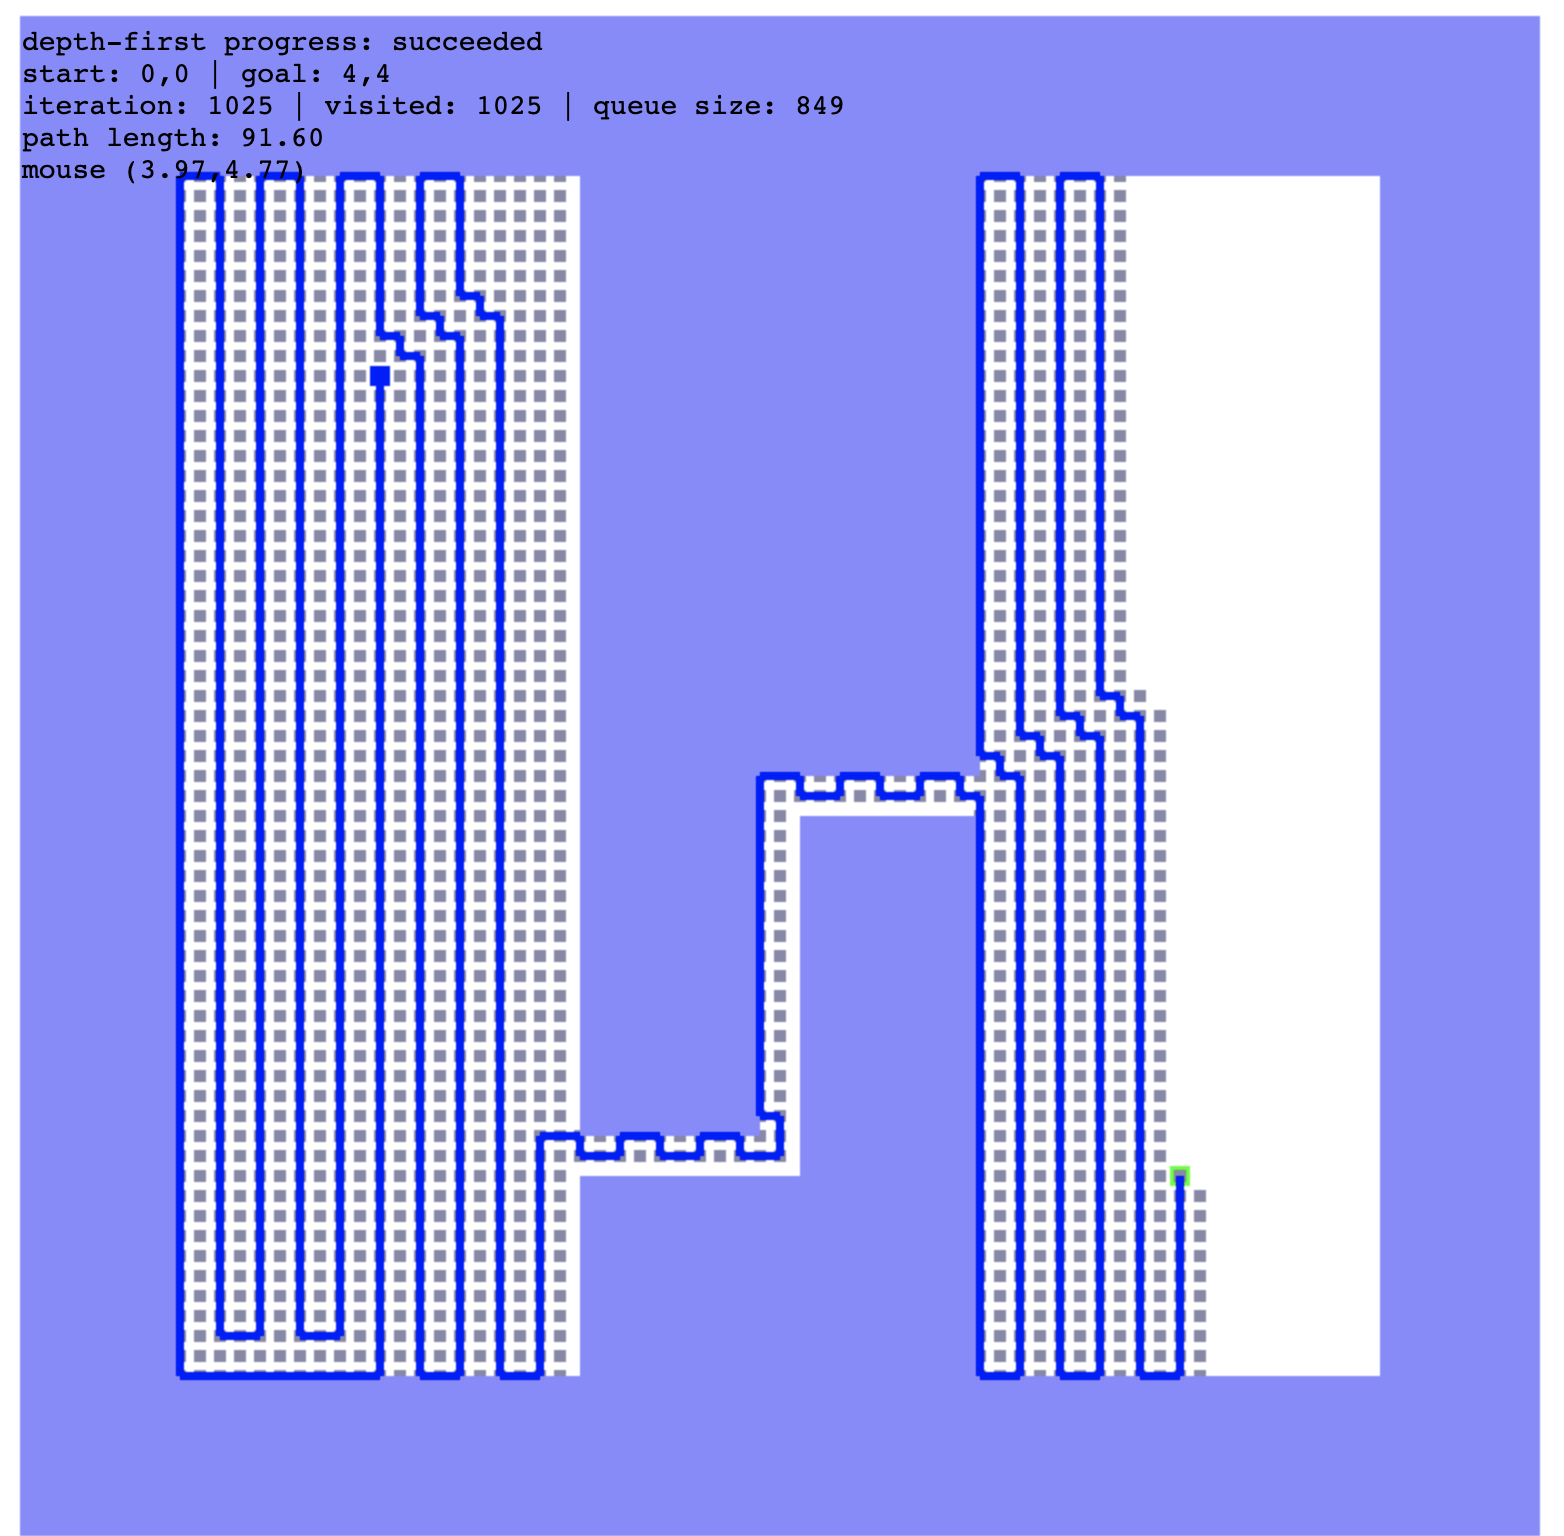 depth-first progress: succeeded
start: 0,0 | goal: 4,4
iteration: 1025 | visited: 1025 | queue size: 849
path length: 91.60
mouse (3.97,4.77)